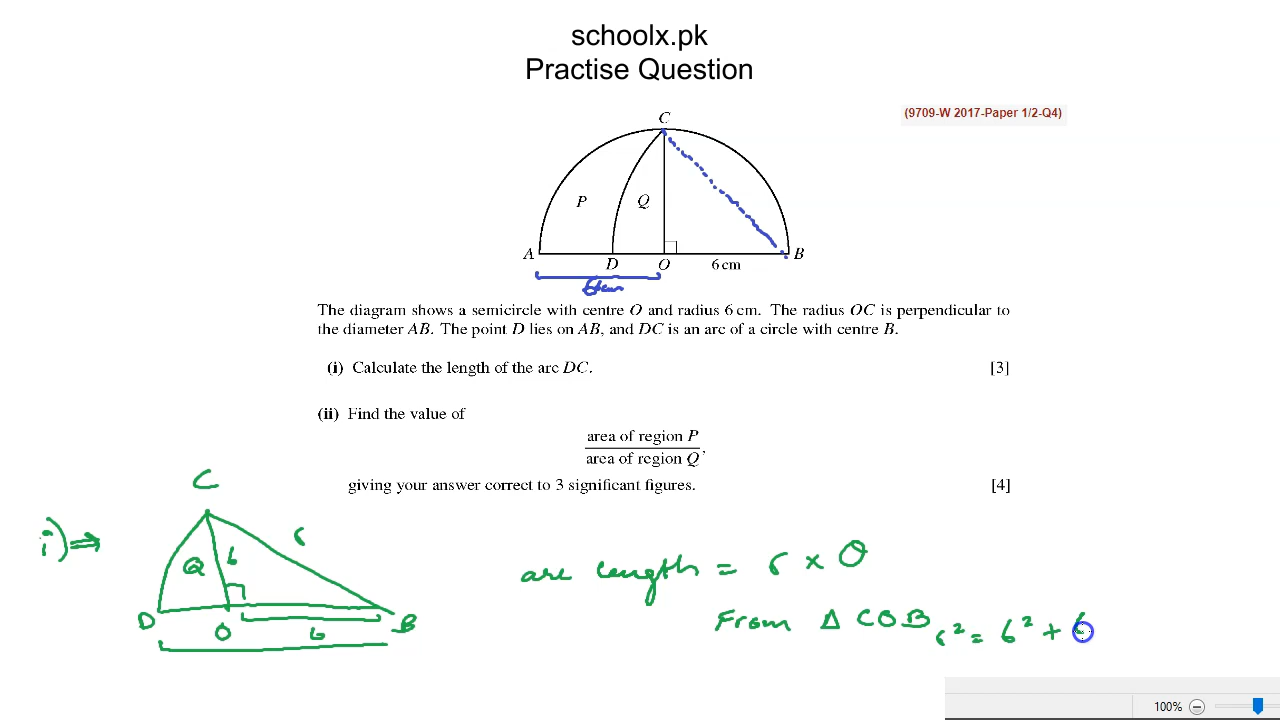 schoolx.pk
Practise Question
(9709-W 2017-Paper 1/2-Q4)
C
P
Q
A
D
O
6 cm
B
6cm
The diagram shows a semicircle with centre O and radius 6 cm. The radius OC is perpendicular to
the diameter AB. The point D lies on AB, and DC is an arc of a circle with centre B.
(i) Calculate the length of the arc DC. [3]
(ii) Find the value of
area of region P
area of region Q ,
giving your answer correct to 3 significant figures. [4]
i) ⇒
C
r
Q
6
D
O
6
B
arc length = r × θ
From Δ COB r² = 6² + 6
100%